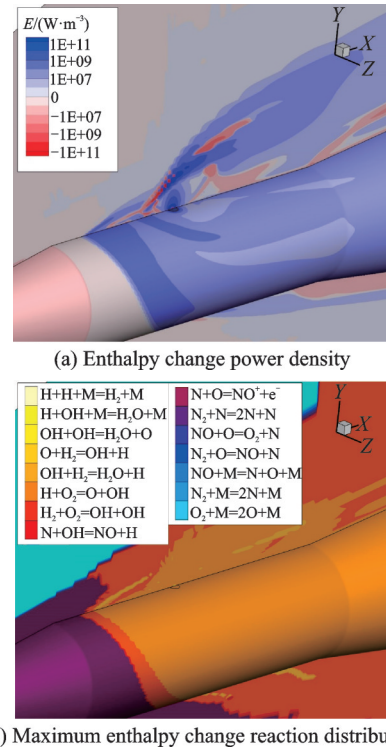 E/(W·m⁻³)
1E+11
1E+09
1E+07
0
−1E+07
−1E+09
−1E+11
Y
X
Z
(a) Enthalpy change power density
H+H+M=H₂+M
H+OH+M=H₂O+M
OH+OH=H₂O+O
O+H₂=OH+H
OH+H₂=H₂O+H
H+O₂=O+OH
H₂+O₂=OH+OH
N+OH=NO+H
N+O=NO⁺+e⁻
N₂+N=2N+N
NO+O=O₂+N
N₂+O=NO+N
NO+M=N+O+M
N₂+M=2N+M
O₂+M=2O+M
Y
X
Z
) Maximum enthalpy change reaction distribu